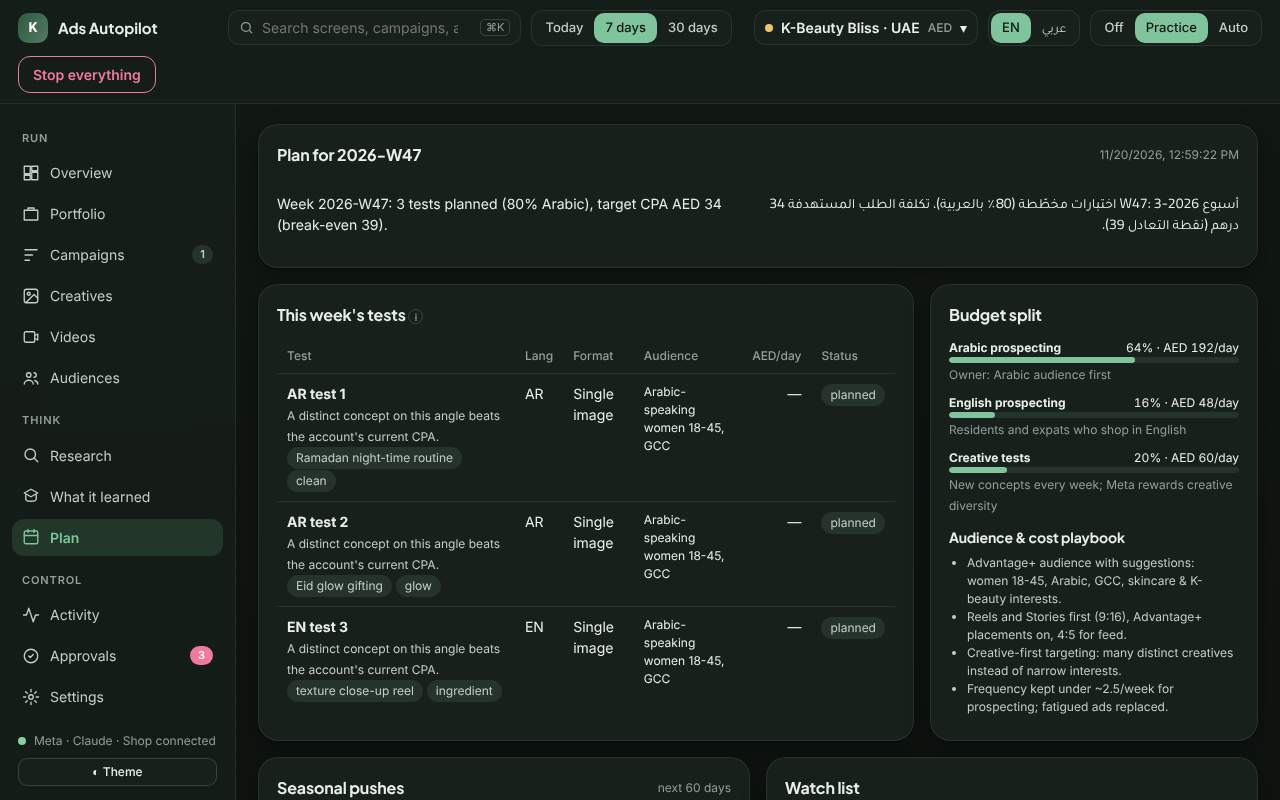 K
Ads Autopilot
Search screens, campaigns, a
⌘K
Today
7 days
30 days
K-Beauty Bliss · UAE AED ▾
EN
عربي
Off
Practice
Auto
Stop everything
RUN
Overview
Portfolio
Campaigns
1
Creatives
Videos
Audiences
THINK
Research
What it learned
Plan
CONTROL
Activity
Approvals
3
Settings
Meta · Claude · Shop connected
Theme
Plan for 2026-W47
11/20/2026, 12:59:22 PM
Week 2026-W47: 3 tests planned (80% Arabic), target CPA AED 34
(break-even 39).
أسبوع 2026-W47: 3 اختبارات مخطّطة (80٪ بالعربية)، تكلفة الطلب المستهدفة 34
درهم (نقطة التعادل 39).
This week's tests
Test Lang Format Audience AED/day Status
AR test 1
A distinct concept on this angle beats
the account's current CPA.
Ramadan night-time routine
clean
AR
Single
image
Arabic-
speaking
women 18-45,
GCC
—
planned
AR test 2
A distinct concept on this angle beats
the account's current CPA.
Eid glow gifting
glow
AR
Single
image
Arabic-
speaking
women 18-45,
GCC
—
planned
EN test 3
A distinct concept on this angle beats
the account's current CPA.
texture close-up reel
ingredient
EN
Single
image
Arabic-
speaking
women 18-45,
GCC
—
planned
Budget split
Arabic prospecting 64% · AED 192/day
Owner: Arabic audience first
English prospecting 16% · AED 48/day
Residents and expats who shop in English
Creative tests 20% · AED 60/day
New concepts every week; Meta rewards creative
diversity
Audience & cost playbook
• Advantage+ audience with suggestions:
women 18-45, Arabic, GCC, skincare & K-
beauty interests.
• Reels and Stories first (9:16), Advantage+
placements on, 4:5 for feed.
• Creative-first targeting: many distinct creatives
instead of narrow interests.
• Frequency kept under ~2.5/week for
prospecting; fatigued ads replaced.
Seasonal pushes
next 60 days
Watch list